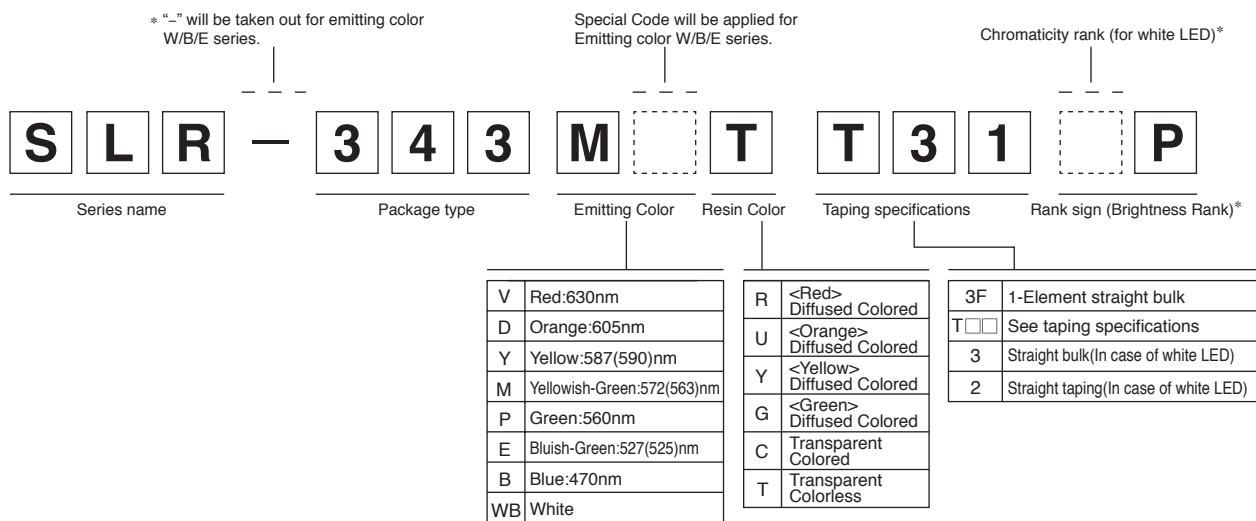 * “–” will be taken out for emitting color
W/B/E series.
Special Code will be applied for
Emitting color W/B/E series.
Chromaticity rank (for white LED)*
S L R — 3 4 3 M T T 3 1 P
Series name
Package type
Emitting Color
Resin Color
Taping specifications
Rank sign (Brightness Rank)*
V Red:630nm
D Orange:605nm
Y Yellow:587(590)nm
M Yellowish-Green:572(563)nm
P Green:560nm
E Bluish-Green:527(525)nm
B Blue:470nm
WB White
R <Red>
Diffused Colored
U <Orange>
Diffused Colored
Y <Yellow>
Diffused Colored
G <Green>
Diffused Colored
C Transparent
Colored
T Transparent
Colorless
3F 1-Element straight bulk
T□□ See taping specifications
3 Straight bulk(In case of white LED)
2 Straight taping(In case of white LED)